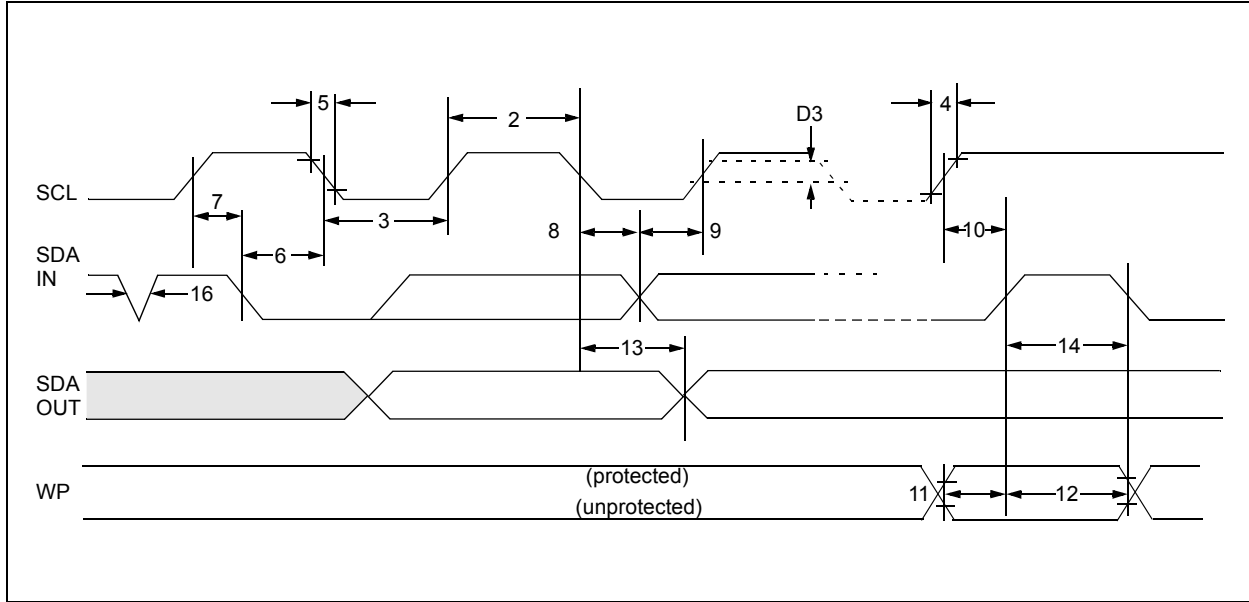 5
2
D3
4
SCL
7
3
8
9
10
6
SDA
IN
16
13
14
SDA
OUT
WP
(protected)
(unprotected)
11
12